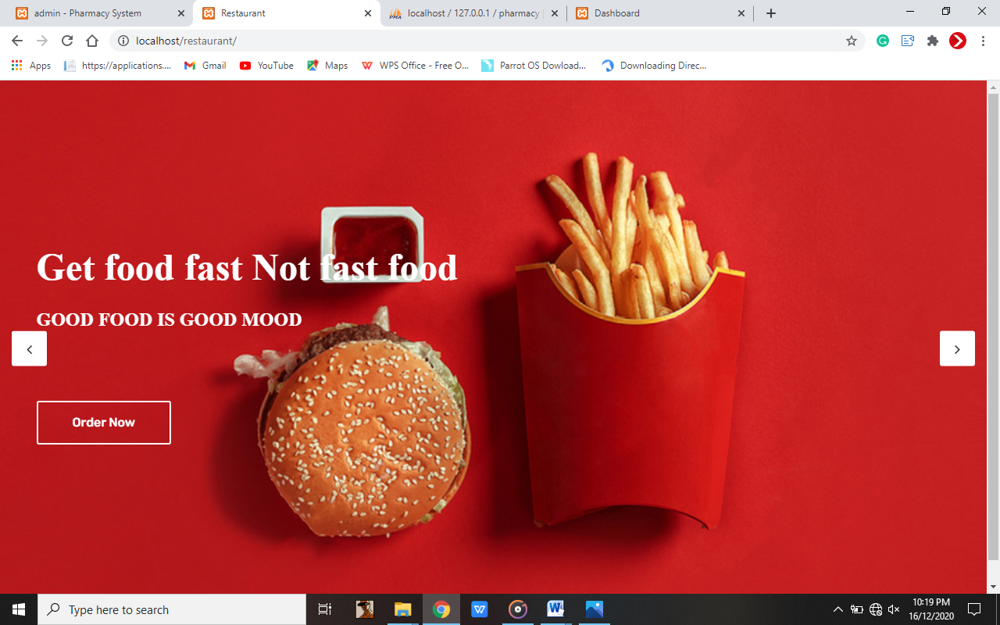 admin - Pharmacy System
Restaurant
localhost / 127.0.0.1 / pharmacy
Dashboard
localhost/restaurant/
Apps
https://applications....
Gmail
YouTube
Maps
WPS Office - Free O...
Parrot OS Dowload...
Downloading Direc...
Get food fast Not fast food
GOOD FOOD IS GOOD MOOD
Order Now
Type here to search
10:19 PM
16/12/2020